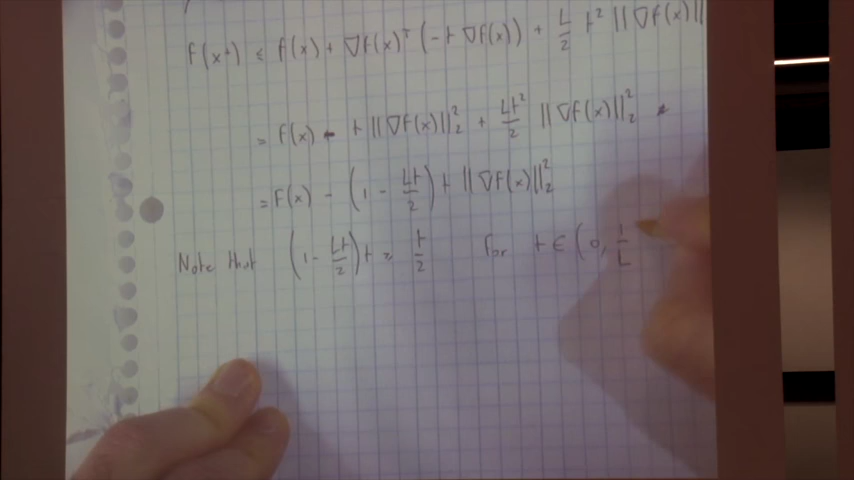 f(x⁺) ≤ f(x) + ∇f(x)ᵀ (-t ∇f(x)) + L/2 t² ||∇f(x)||
= f(x) - t ||∇f(x)||₂² + Lt²/2 ||∇f(x)||₂²
= f(x) - (1 - Lt/2) t ||∇f(x)||₂²
Note that (1 - Lt/2) t ≥ t/2 for t ∈ (0, 1/L